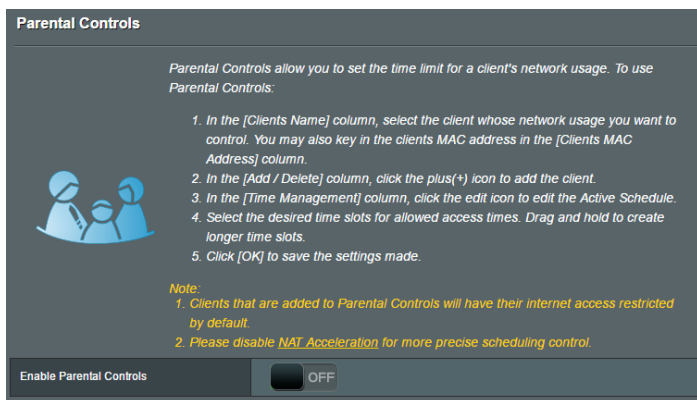 Parental Controls
Parental Controls allow you to set the time limit for a client's network usage. To use
Parental Controls:
1. In the [Clients Name] column, select the client whose network usage you want to
control. You may also key in the clients MAC address in the [Clients MAC
Address] column.
2. In the [Add / Delete] column, click the plus(+) icon to add the client.
3. In the [Time Management] column, click the edit icon to edit the Active Schedule.
4. Select the desired time slots for allowed access times. Drag and hold to create
longer time slots.
5. Click [OK] to save the settings made.
Note:
1. Clients that are added to Parental Controls will have their internet access restricted
by default.
2. Please disable NAT Acceleration for more precise scheduling control.
Enable Parental Controls OFF